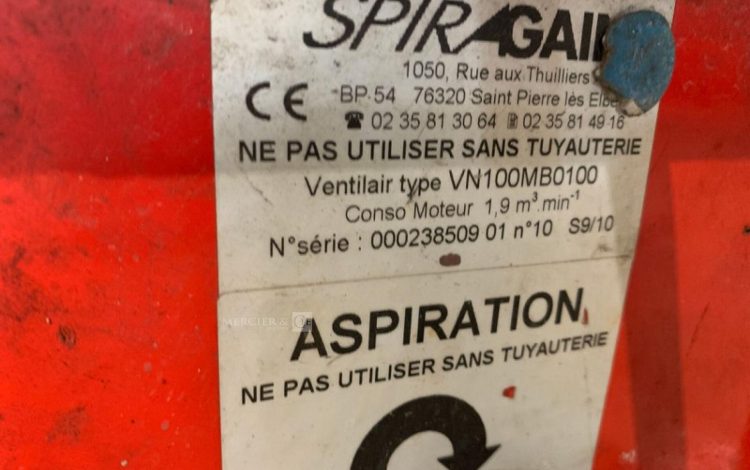 SPIRAGAI
1050, Rue aux Thuilliers
BP 54 76320 Saint Pierre lès Elbe
CE
02 35 81 30 64 02 35 81 49 16
NE PAS UTILISER SANS TUYAUTERIE
Ventilair type VN100MB0100
Conso Moteur 1,9 m³.min⁻¹
N°série : 000238509 01 n°10 S9/10
MERCIER &
ASPIRATION
NE PAS UTILISER SANS TUYAUTERIE